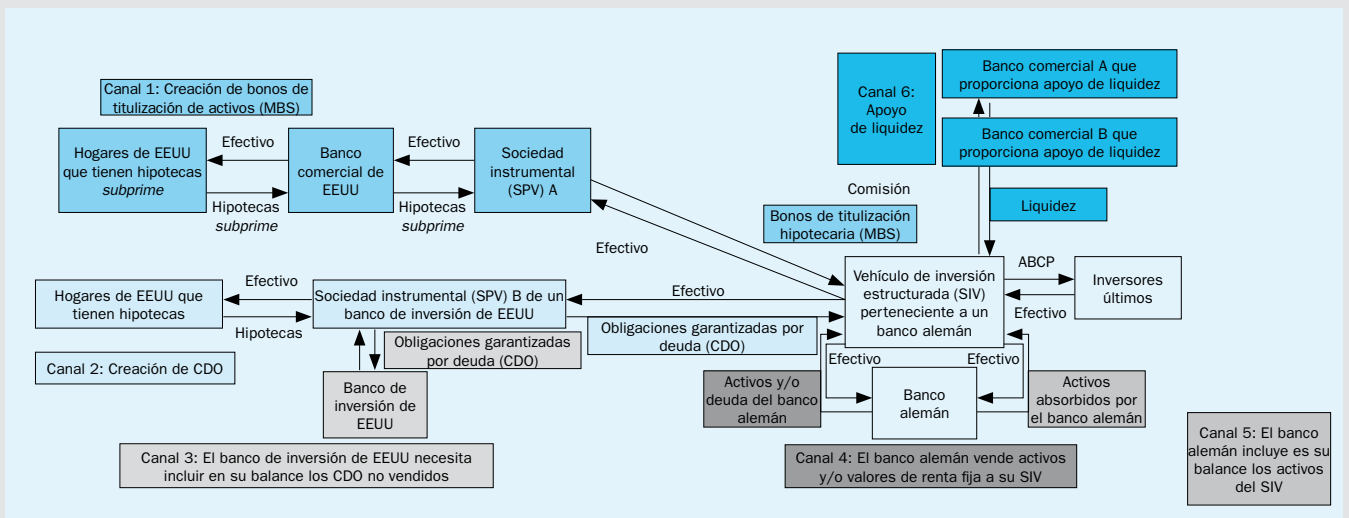 Canal 1: Creación de bonos de
titulización de activos (MBS)
Hogares de EEUU
que tienen hipotecas
subprime
Efectivo
Hipotecas
subprime
Banco
comercial de
EEUU
Efectivo
Hipotecas
subprime
Sociedad
instrumental
(SPV) A
Canal 6:
Apoyo
de liquidez
Banco comercial A que
proporciona apoyo de liquidez
Banco comercial B que
proporciona apoyo de liquidez
Comisión
Liquidez
Bonos de titulización
hipotecaria (MBS)
Efectivo
Hogares de EEUU que
tienen hipotecas
Efectivo
Hipotecas
Sociedad instrumental (SPV) B de un
banco de inversión de EEUU
Efectivo
Obligaciones garantizadas por
deuda (CDO)
Vehículo de inversión
estructurada (SIV)
perteneciente a un
banco alemán
ABCP
Efectivo
Inversores
últimos
Canal 2: Creación de CDO
Obligaciones garantizadas
por deuda (CDO)
Banco de
inversión de
EEUU
Canal 3: El banco de inversión de EEUU necesita
incluir en su balance los CDO no vendidos
Efectivo
Efectivo
Activos y/o
deuda del banco
alemán
Banco
alemán
Activos
absorbidos por
el banco alemán
Canal 4: El banco alemán vende activos
y/o valores de renta fija a su SIV
Canal 5: El banco
alemán incluye es su
balance los activos
del SIV